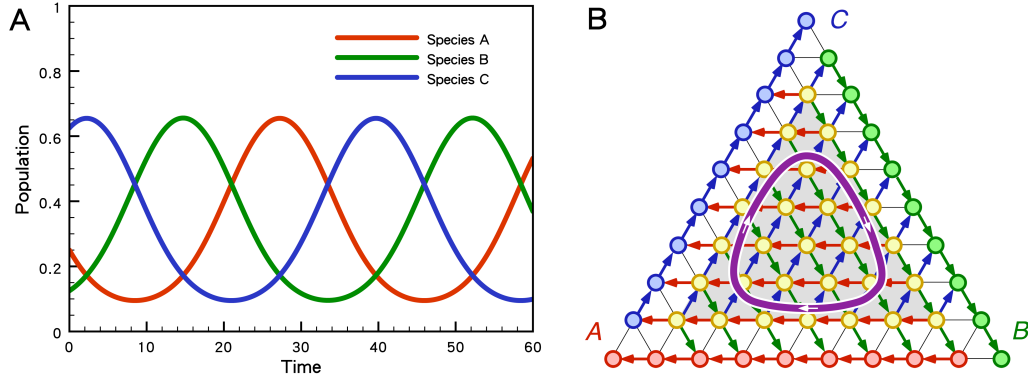 A
Population
1
0.8
0.6
0.4
0.2
0
0 10 20 30 40 50 60
Time
Species A
Species B
Species C
B
C
A
B